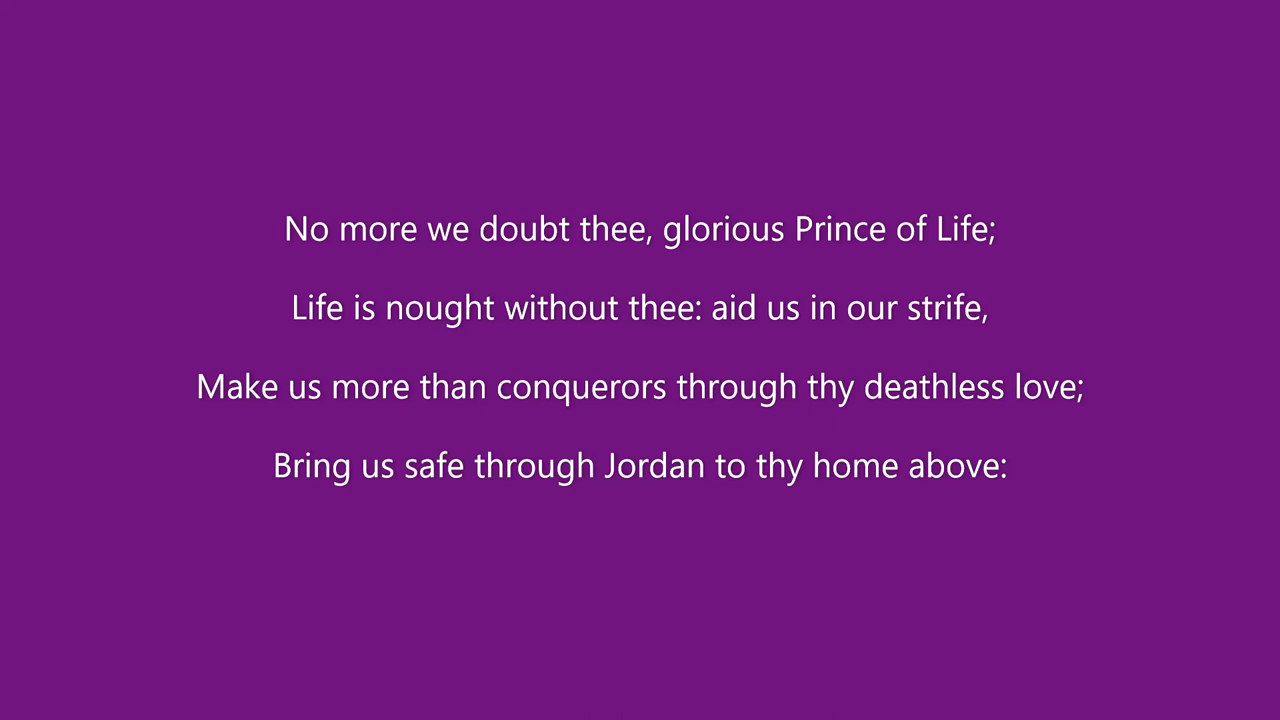 No more we doubt thee, glorious Prince of Life;
Life is nought without thee: aid us in our strife,
Make us more than conquerors through thy deathless love;
Bring us safe through Jordan to thy home above: